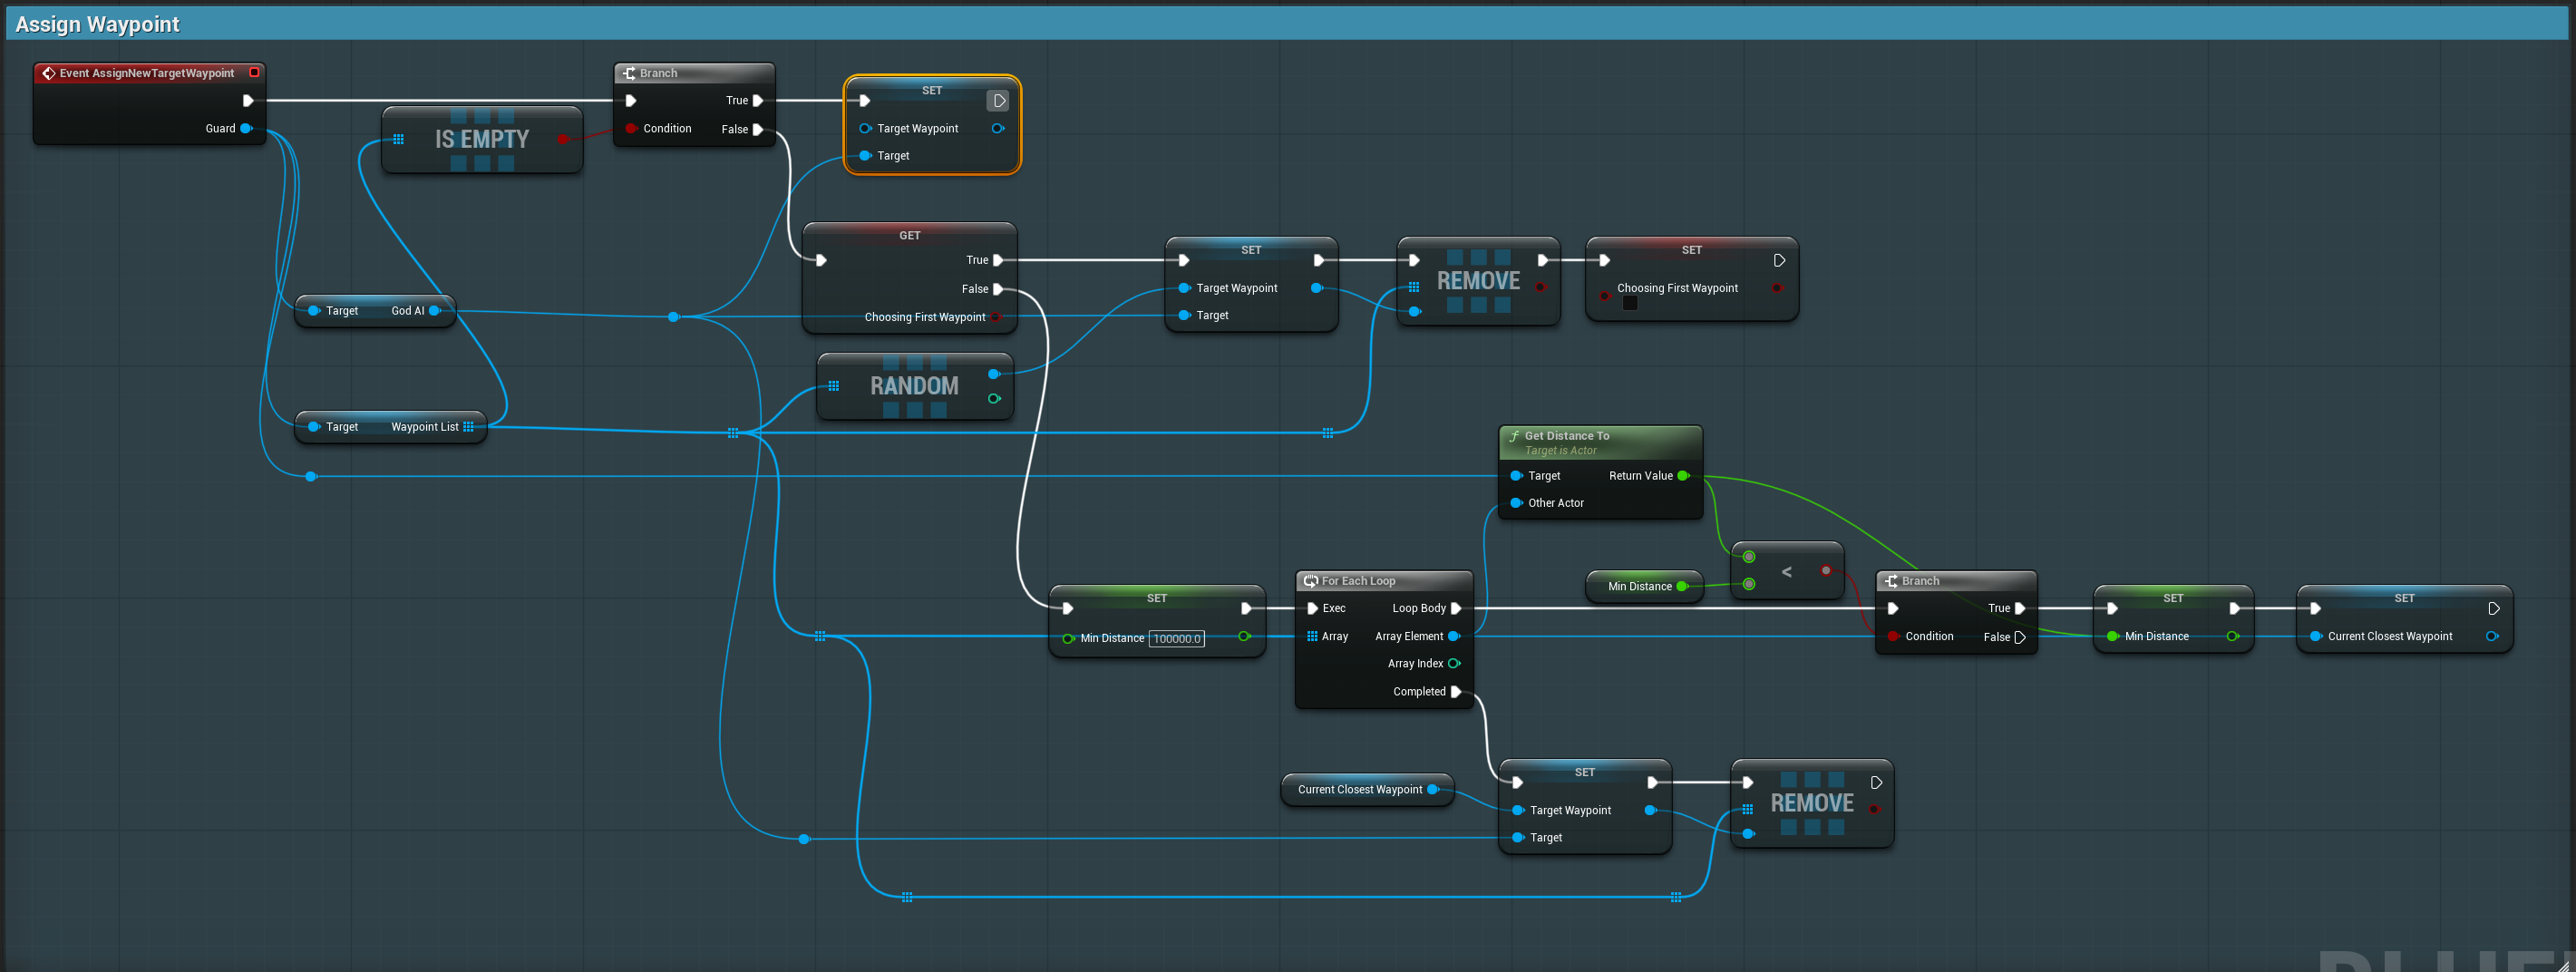 Assign Waypoint
Event AssignNewTargetWaypoint
Guard
IS EMPTY
Branch
True
Condition
False
SET
Target Waypoint
Target
Target God AI
Target Waypoint List
GET
True
False
Choosing First Waypoint
RANDOM
SET
Target Waypoint
Target
REMOVE
SET
Choosing First Waypoint
Get Distance To
Target is Actor
Target Return Value
Other Actor
Min Distance
<
SET
Min Distance 100000.0
For Each Loop
Exec Loop Body
Array Array Element
Array Index
Completed
Branch
True
Condition False
SET
Min Distance
SET
Current Closest Waypoint
Current Closest Waypoint
SET
Target Waypoint
Target
REMOVE